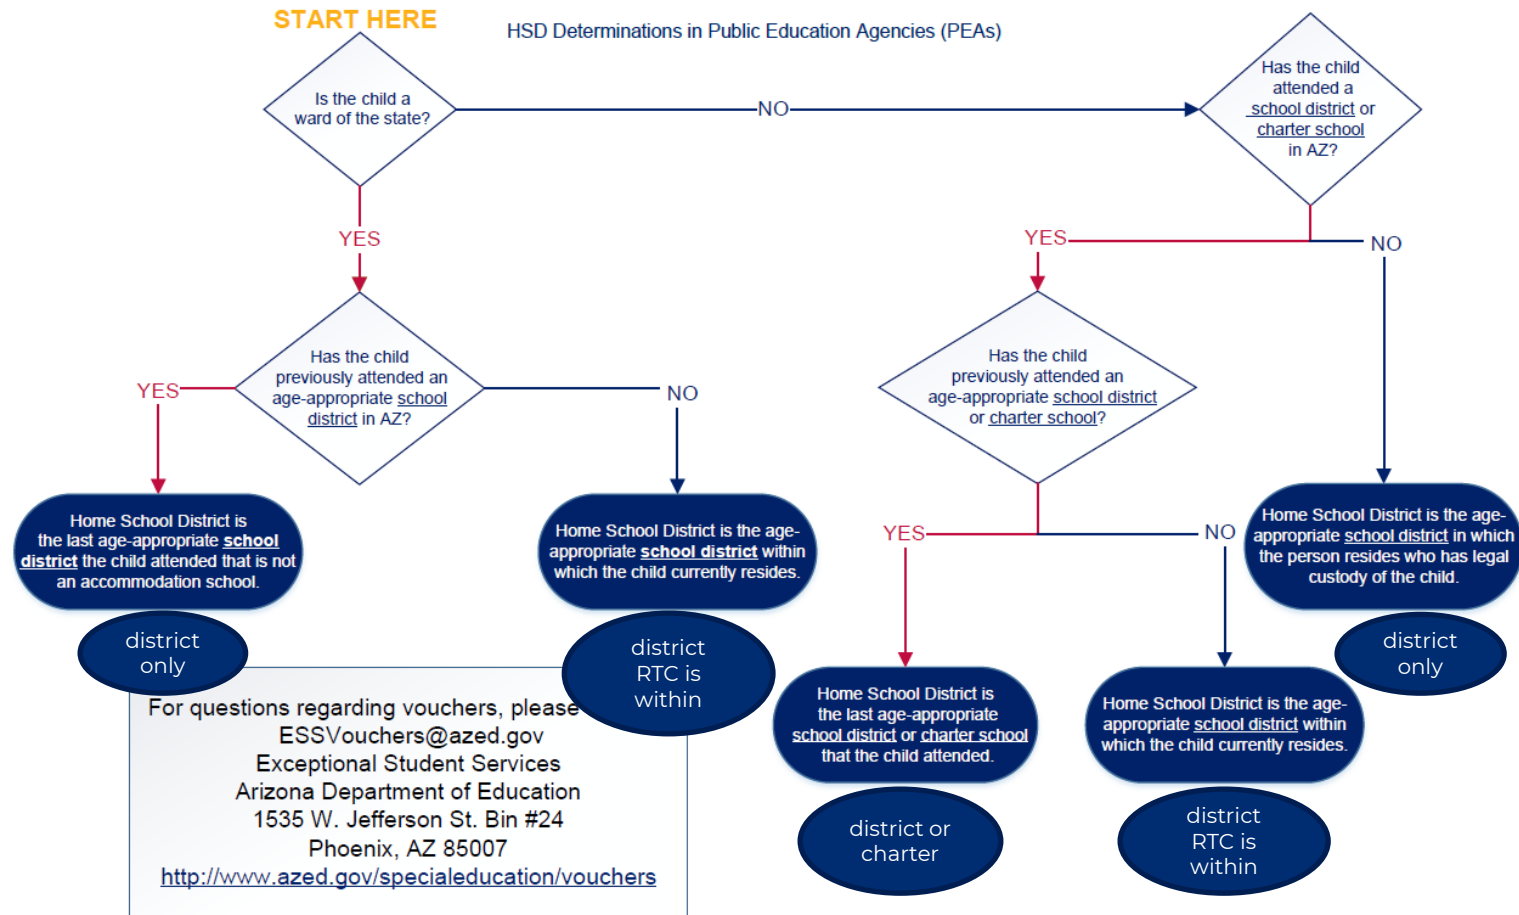 START HERE
HSD Determinations in Public Education Agencies (PEAs)
Is the child a
ward of the state?
NO
Has the child
attended a
school district or
charter school
in AZ?
YES
YES
NO
Has the child
previously attended an
age-appropriate school
district in AZ?
YES
NO
Has the child
previously attended an
age-appropriate school district
or charter school?
YES
NO
Home School District is
the last age-appropriate school
district the child attended that is not
an accommodation school.
district
only
Home School District is the age-
appropriate school district within
which the child currently resides.
district
RTC is
within
Home School District is the age-
appropriate school district in which
the person resides who has legal
custody of the child.
district
only
Home School District is
the last age-appropriate
school district or charter school
that the child attended.
district or
charter
Home School District is the age-
appropriate school district within
which the child currently resides.
district
RTC is
within
For questions regarding vouchers, please
ESSVouchers@azed.gov
Exceptional Student Services
Arizona Department of Education
1535 W. Jefferson St. Bin #24
Phoenix, AZ 85007
http://www.azed.gov/specialeducation/vouchers